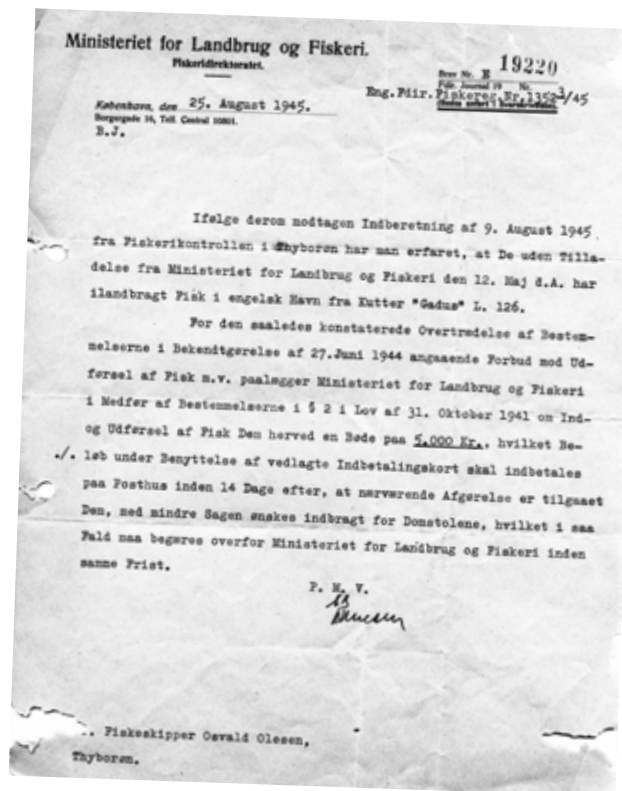 Ministeriet for Landbrug og Fiskeri.
Fiskeridirektoratet.
19220
Brev Nr. E
Fdir. Journal 19 Nr.
Eng.Fdir. Fiskereg.Nr.1352 3/45
København, den 25. August 1945.
Borgergade 16, Telf. Central 10801.
B.J.
Ifølge derom modtagen Indberetning af 9. August 1945
fra Fiskerikontrollen i Thyborøn har man erfaret, at De uden Tilla-
delse fra Ministeriet for Landbrug og Fiskeri den 12. Maj d.A. har
ilandbragt Fisk i engelsk Havn fra Kutter "Gadus" L. 126.
For den saaledes konstaterede Overtrædelse af Bestem-
melserne i Bekendtgørelse af 27.Juni 1944 angaaende Forbud mod Ud-
førsel af Fisk m.v. paalægger Ministeriet for Landbrug og Fiskeri
i Medfør af Bestemmelserne i § 2 i Lov af 31. Oktober 1941 om Ind-
og Udførsel af Fisk Dem herved en Bøde paa 5.000 Kr., hvilket Be-
./. løb under Benyttelse af vedlagte Indbetalingskort skal indbetales
paa Posthus inden 14 Dage efter, at nærværende Afgørelse er tilgaaet
Dem, med mindre Sagen ønskes indbragt for Domstolene, hvilket i saa
Fald maa begæres overfor Ministeriet for Landbrug og Fiskeri inden
samme Frist.
P. M. V.
Fiskeskipper Osvald Olesen,
Thyborøn.